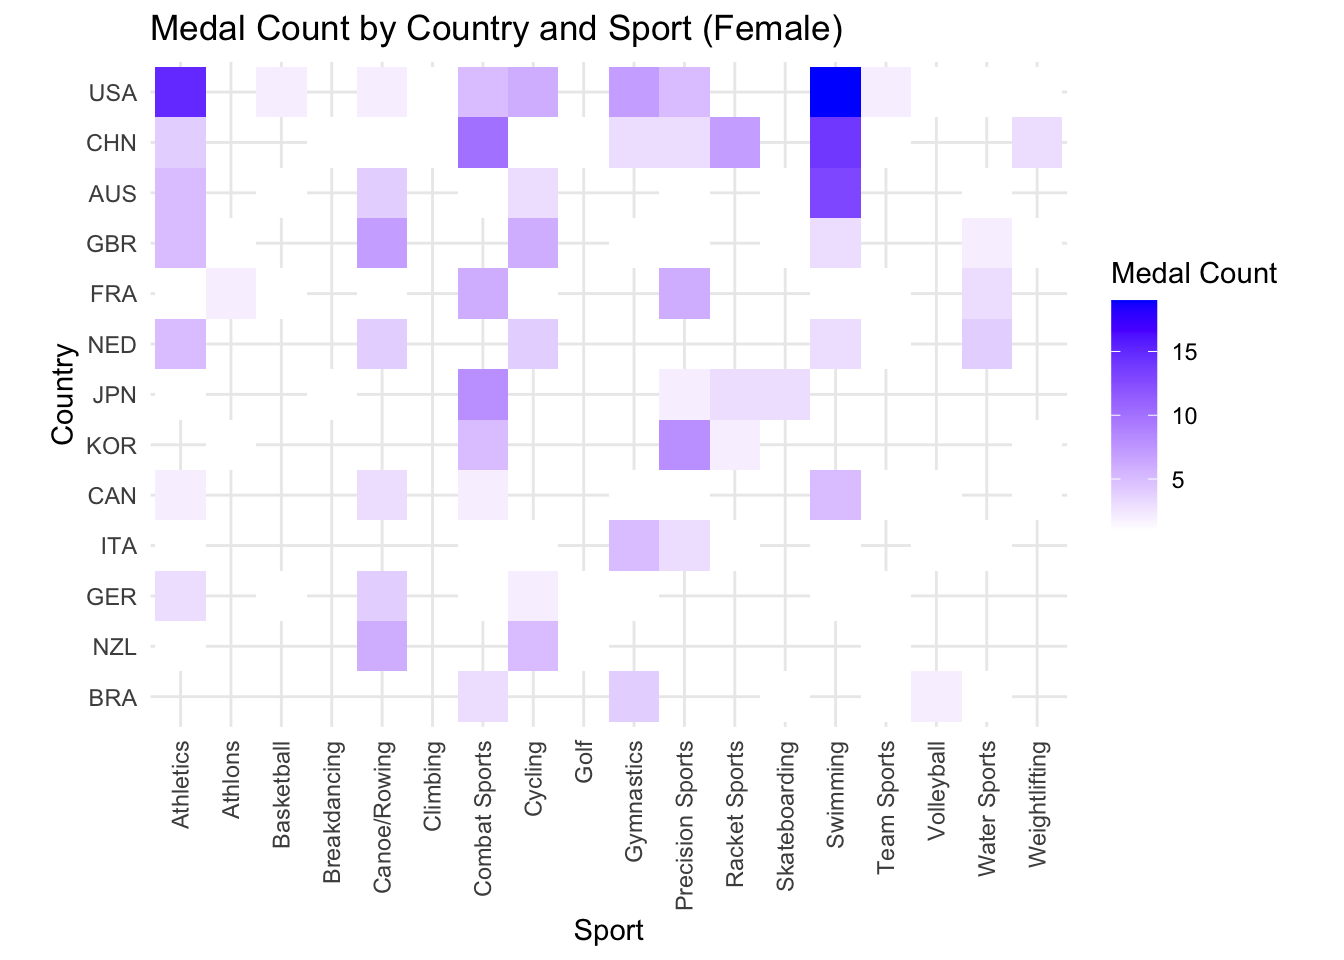 Medal Count by Country and Sport (Female)
Country
USA
CHN
AUS
GBR
FRA
NED
JPN
KOR
CAN
ITA
GER
NZL
BRA
Athletics
Athlons
Basketball
Breakdancing
Canoe/Rowing
Climbing
Combat Sports
Cycling
Golf
Gymnastics
Precision Sports
Racket Sports
Skateboarding
Swimming
Team Sports
Volleyball
Water Sports
Weightlifting
Sport
Medal Count
15
10
5